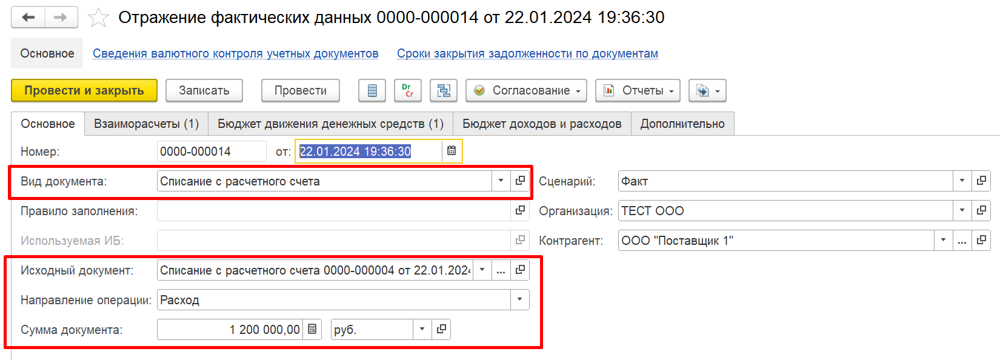 Отражение фактических данных 0000-000014 от 22.01.2024 19:36:30
Основное Сведения валютного контроля учетных документов Сроки закрытия задолженности по документам
Провести и закрыть Записать Провести Dr Cr Согласование Отчеты
Основное Взаиморасчеты (1) Бюджет движения денежных средств (1) Бюджет доходов и расходов Дополнительно
Номер: 0000-000014 от: 22.01.2024 19:36:30
Вид документа: Списание с расчетного счета Сценарий: Факт
Правило заполнения: Организация: ТЕСТ ООО
Используемая ИБ: Контрагент: ООО "Поставщик 1" ...
Исходный документ: Списание с расчетного счета 0000-000004 от 22.01.2024 ...
Направление операции: Расход
Сумма документа: 1 200 000,00 руб.